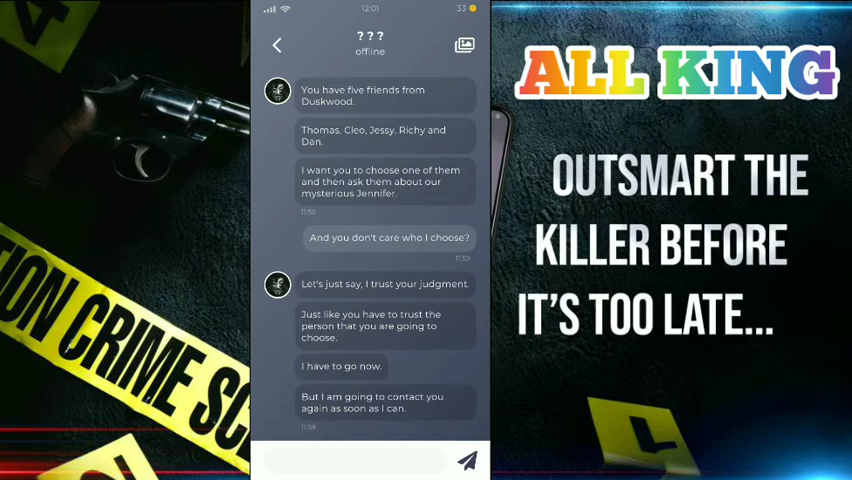 12:01
33
? ? ?
offline
You have five friends from
Duskwood.
Thomas. Cleo, Jessy. Richy and
Dan.
I want you to choose one of them
and then ask them about our
mysterious Jennifer.
11:58
And you don't care who I choose?
11:59
Let's just say, I trust your judgment.
Just like you have to trust the
person that you are going to
choose.
I have to go now.
But I am going to contact you
again as soon as I can.
11:59
ALL KING
OUTSMART THE
KILLER BEFORE
IT'S TOO LATE...
4
TION CRIME SC
L